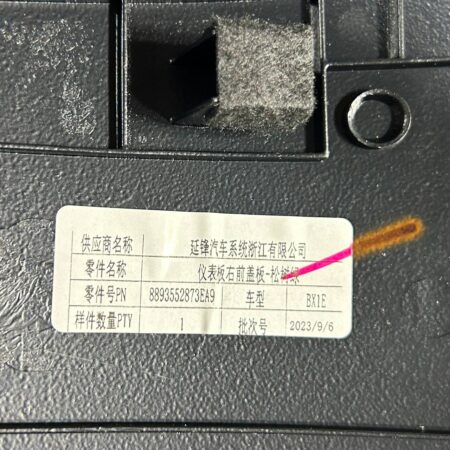 供应商名称 延锋汽车系统浙江有限公司
零件名称 仪表板右前盖板-松树绿
零件号PN 8893552873EA9 车型 BX1E
样件数量PTY 1 批次号 2023/9/6